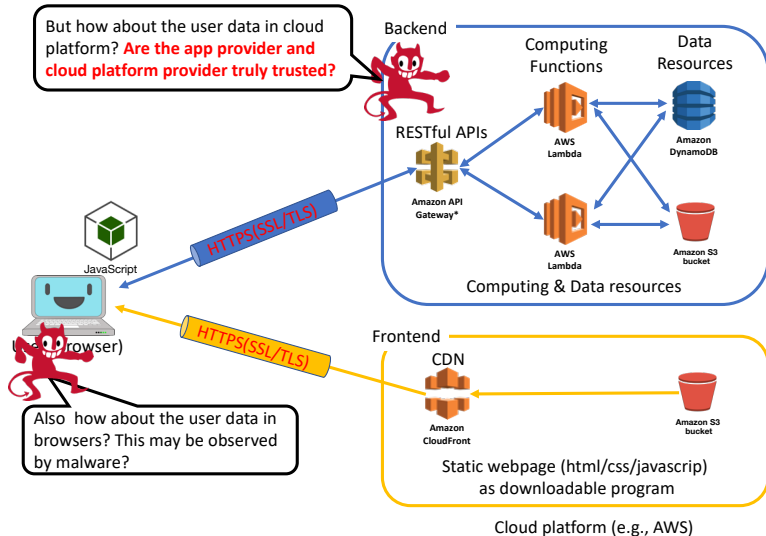 But how about the user data in cloud
platform? Are the app provider and
cloud platform provider truly trusted?
Backend
Computing
Functions
Data
Resources
RESTful APIs
AWS
Lambda
Amazon
DynamoDB
Amazon API
Gateway*
HTTPS(SSL/TLS)
JavaScript
AWS
Lambda
Amazon S3
bucket
Computing & Data resources
HTTPS(SSL/TLS)
rowser)
Frontend
CDN
Also how about the user data in
browsers? This may be observed
by malware?
Amazon
CloudFront
Amazon S3
bucket
Static webpage (html/css/javascrip)
as downloadable program
Cloud platform (e.g., AWS)